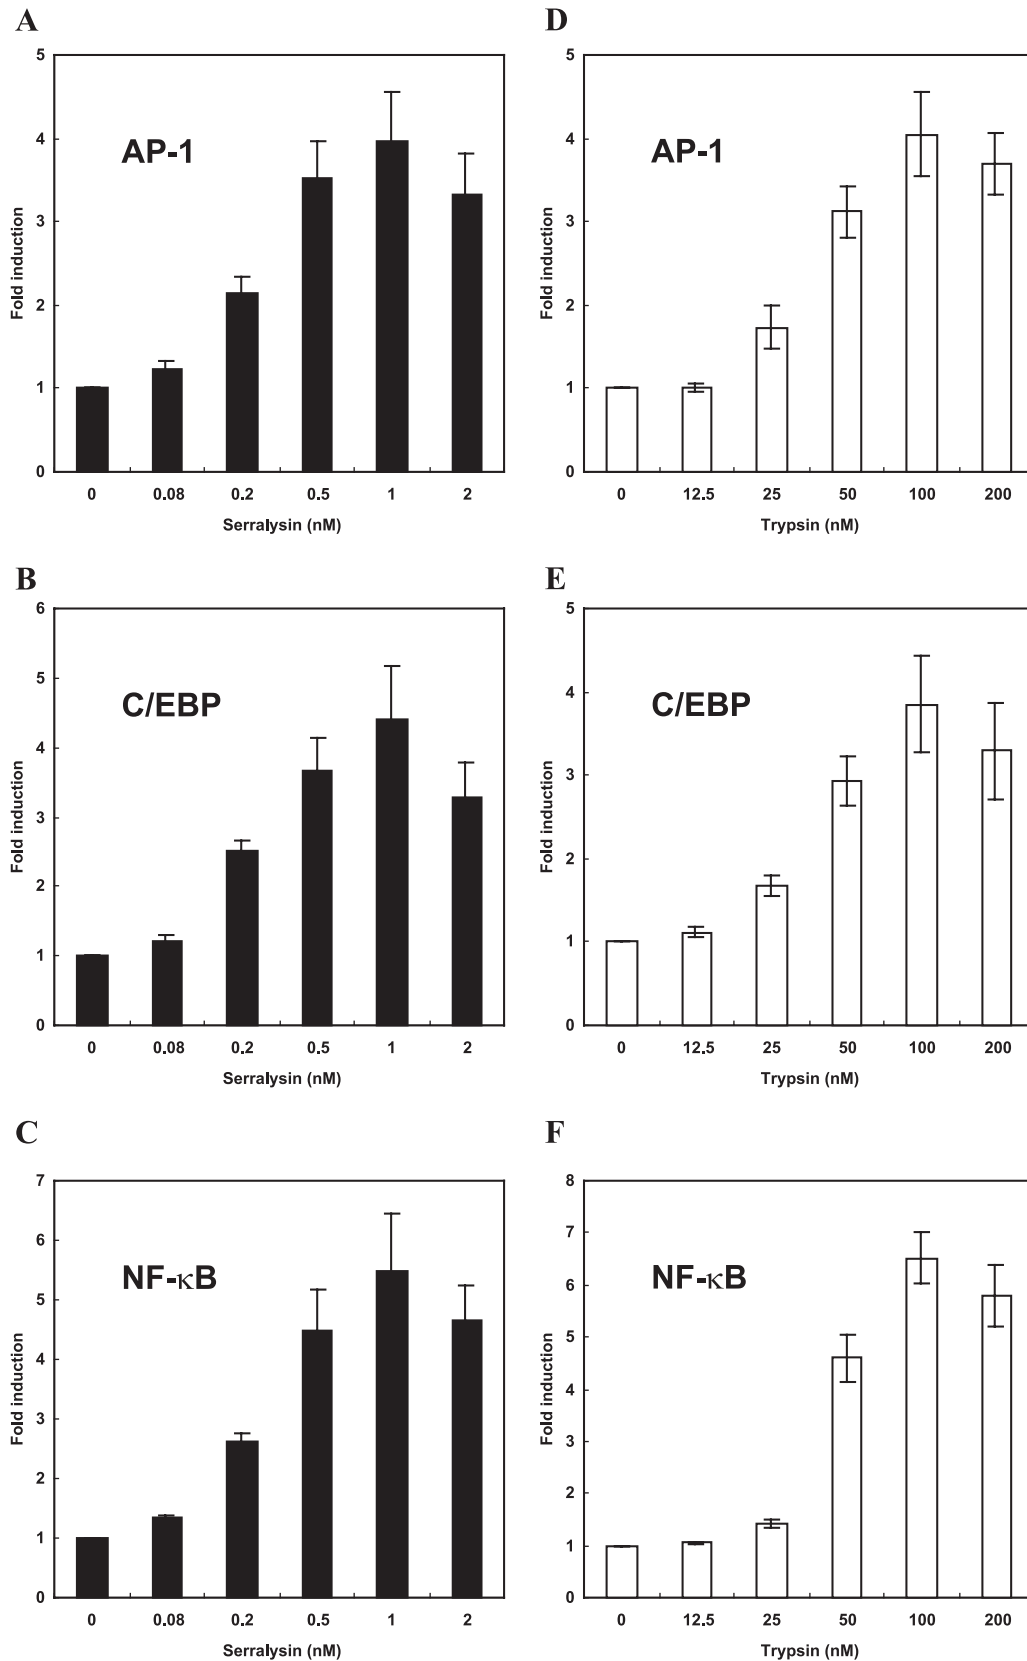 A
5
4
3
2
1
0
Fold induction
AP-1
0 0.08 0.2 0.5 1 2
Serralysin (nM)
D
5
4
3
2
1
0
Fold induction
AP-1
0 12.5 25 50 100 200
Trypsin (nM)
B
6
5
4
3
2
1
0
Fold induction
C/EBP
0 0.08 0.2 0.5 1 2
Serralysin (nM)
E
5
4
3
2
1
0
Fold induction
C/EBP
0 12.5 25 50 100 200
Trypsin (nM)
C
7
6
5
4
3
2
1
0
Fold induction
NF-κB
0 0.08 0.2 0.5 1 2
Serralysin (nM)
F
8
7
6
5
4
3
2
1
0
Fold induction
NF-κB
0 12.5 25 50 100 200
Trypsin (nM)